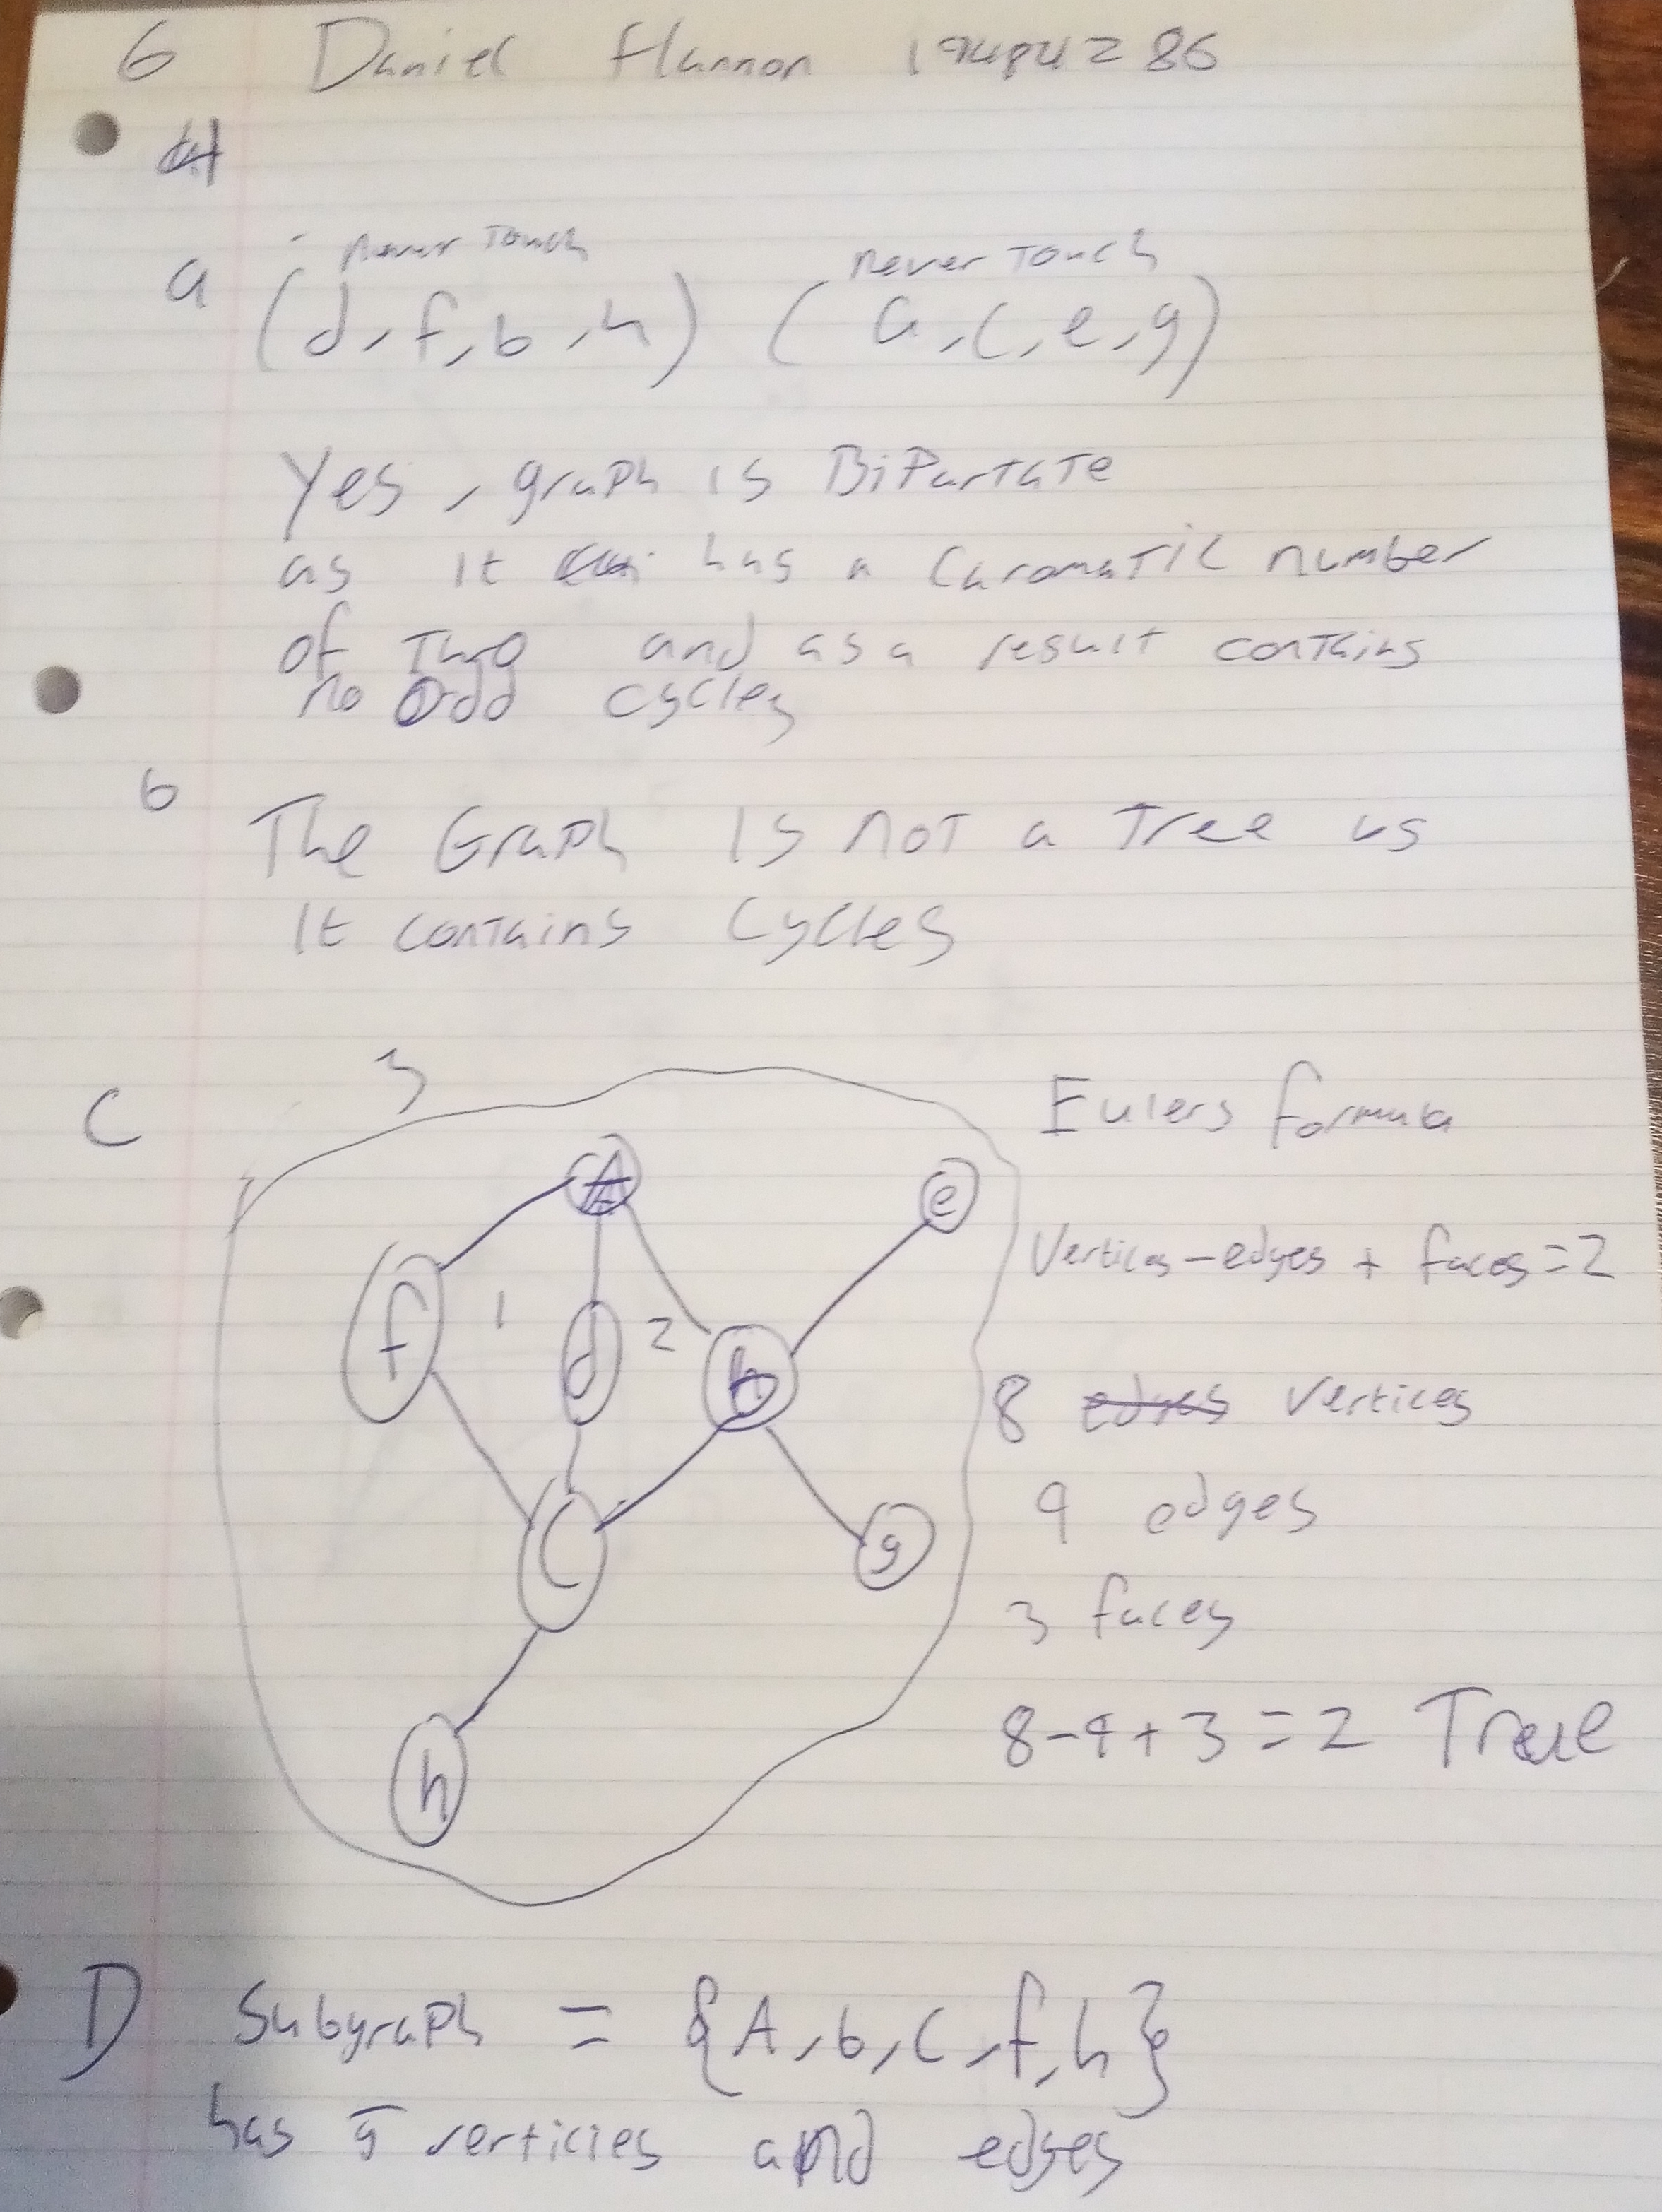 6 Daniel Hannon 19484286
a never Touch never Touch
(d, f, b, h) (a, c, e, g)
Yes, graph is BiPartate
as it has a Chromatic number
of Two and as a result contains
no Odd cycles
b
The Graph is not a Tree as
It contains Cycles
C 3 Eulers formula
A e
Vertices - edges + faces = 2
f 1 d 2 b
8 edges vertices
9 edges
C g
3 faces
8-9+3=2 True
h
D Subgraph = {A, b, c, f, h}
has 5 verticies and edges